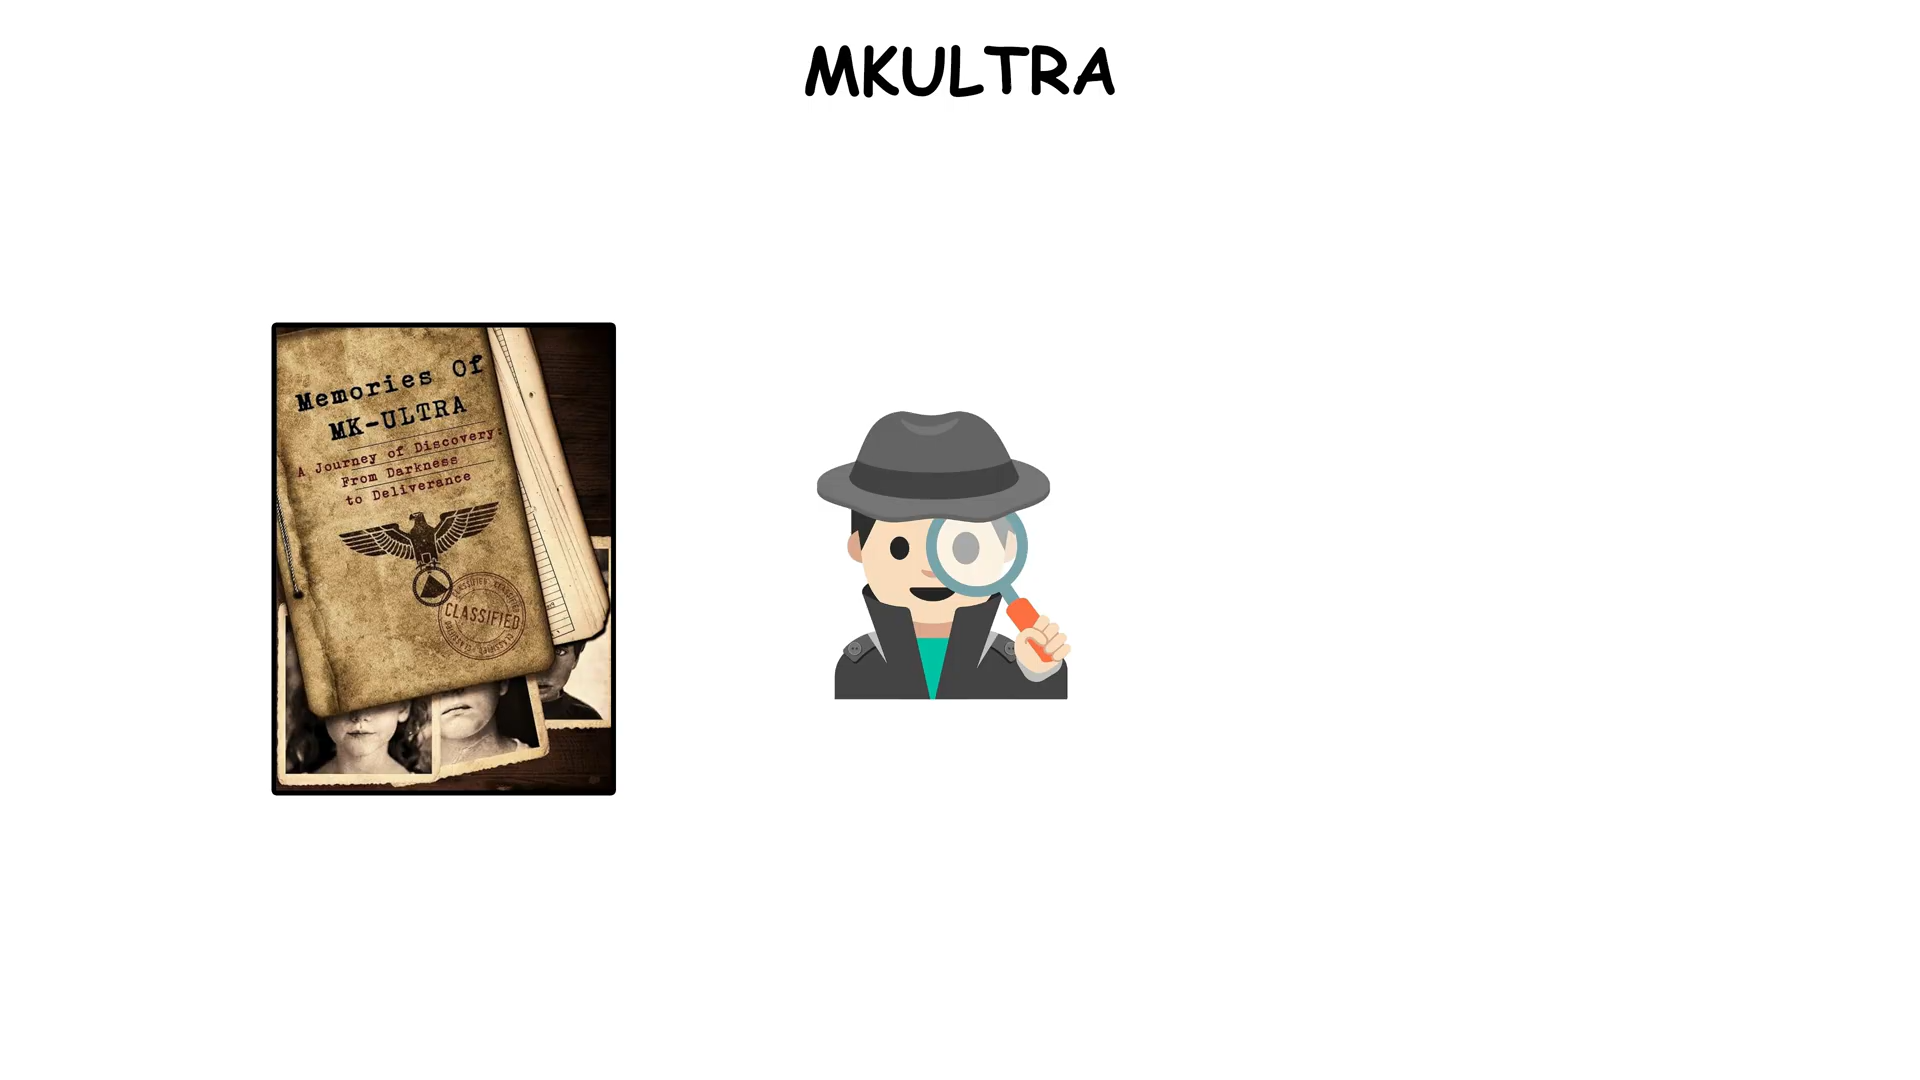 MKULTRA
Memories Of
MK-ULTRA
A Journey of Discovery:
From Darkness
to Deliverance
CLASSIFIED